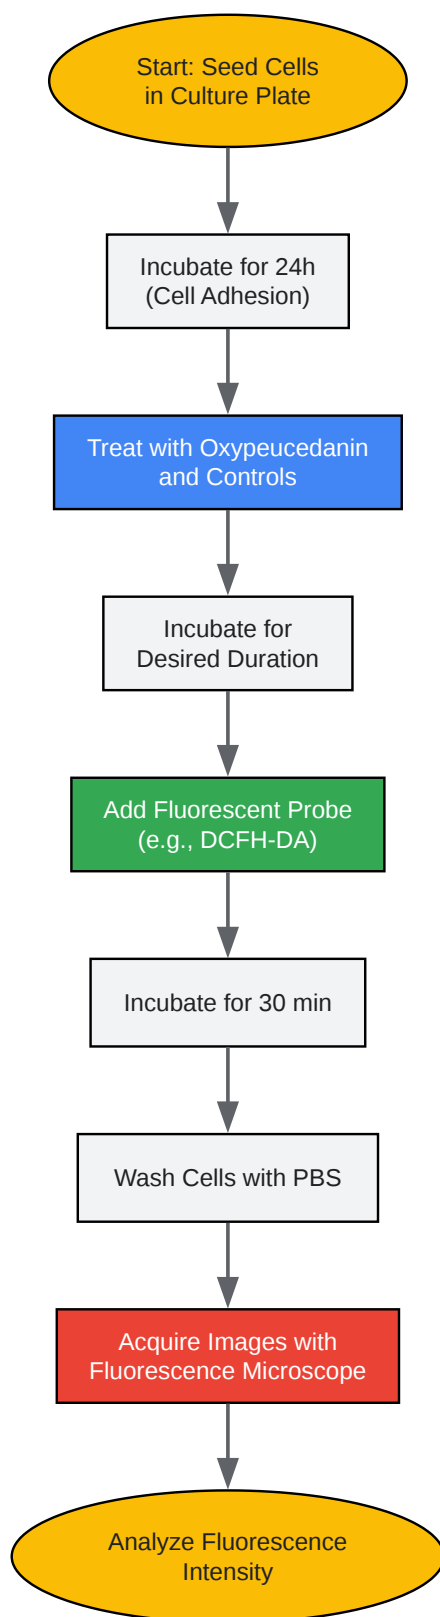 Start: Seed Cells
in Culture Plate
Incubate for 24h
(Cell Adhesion)
Treat with Oxypeucedanin
and Controls
Incubate for
Desired Duration
Add Fluorescent Probe
(e.g., DCFH-DA)
Incubate for 30 min
Wash Cells with PBS
Acquire Images with
Fluorescence Microscope
Analyze Fluorescence
Intensity